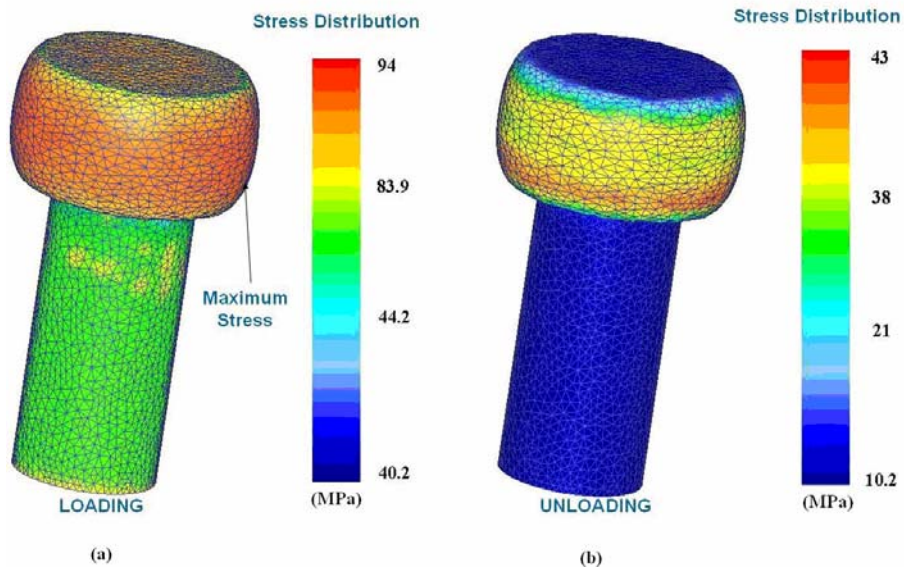 Stress Distribution
94
83.9
Maximum
Stress
44.2
40.2
(MPa)
LOADING
(a)
Stress Distribution
43
38
21
10.2
(MPa)
UNLOADING
(b)